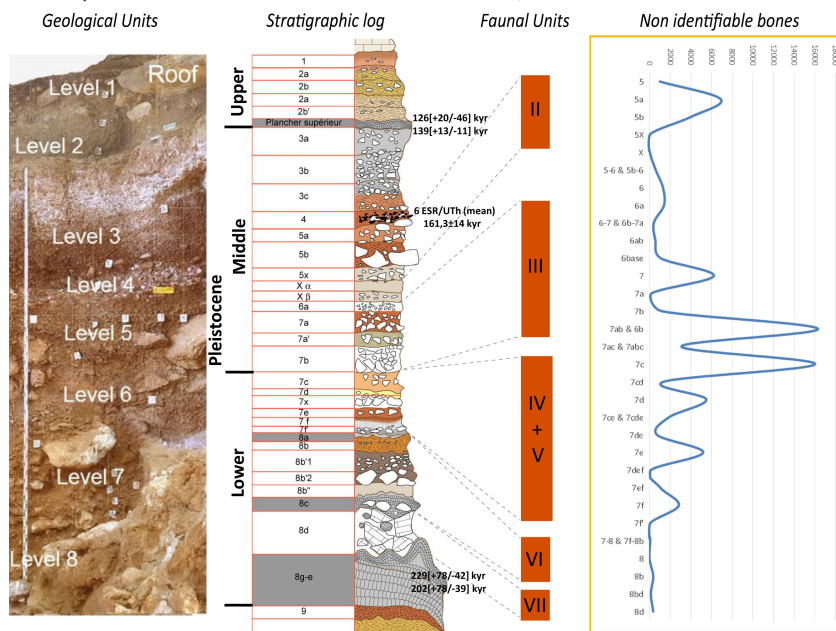 Geological Units
Stratigraphic log
Faunal Units
Non identifiable bones
Roof
Level 1
Level 2
Level 3
Level 4
Level 5
Level 6
Level 7
Level 8
Pleistocene
Upper
Middle
Lower
1
2a
2b
2a
2b'
Plancher supérieur
3a
3b
3c
4
5a
5b
5x
X α
X β
6a
7a
7a'
7b
7c
7d
7x
7e
7 f
7f'
8a
8b
8b'1
8b'2
8b"
8c
8d
8g-e
9
126[+20/-46] kyr
139[+13/-11] kyr
6 ESR/UTh (mean)
161,3±14 kyr
229[+78/-42] kyr
202[+78/-39] kyr
II
III
IV
+
V
VI
VII
0
2000
4000
6000
8000
10000
12000
14000
16000
18000
5
5a
5b
5X
X
5-6 & 5b-6
6
6a
6-7 & 6b-7a
6ab
6base
7
7a
7b
7ab & 6b
7ac & 7abc
7c
7cd
7d
7ce & 7cde
7de
7e
7def
7ef
7f
7f'
7-8 & 7f-8b
8
8b
8bd
8d